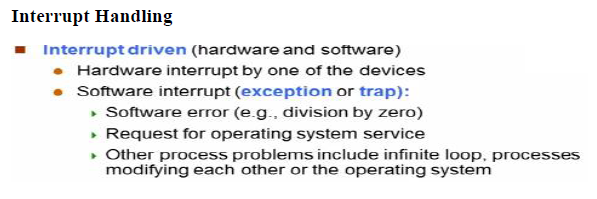 Interrupt Handling
Interrupt driven (hardware and software)
Hardware interrupt by one of the devices
Software interrupt (exception or trap):
Software error (e.g., division by zero)
Request for operating system service
Other process problems include infinite loop, processes
modifying each other or the operating system